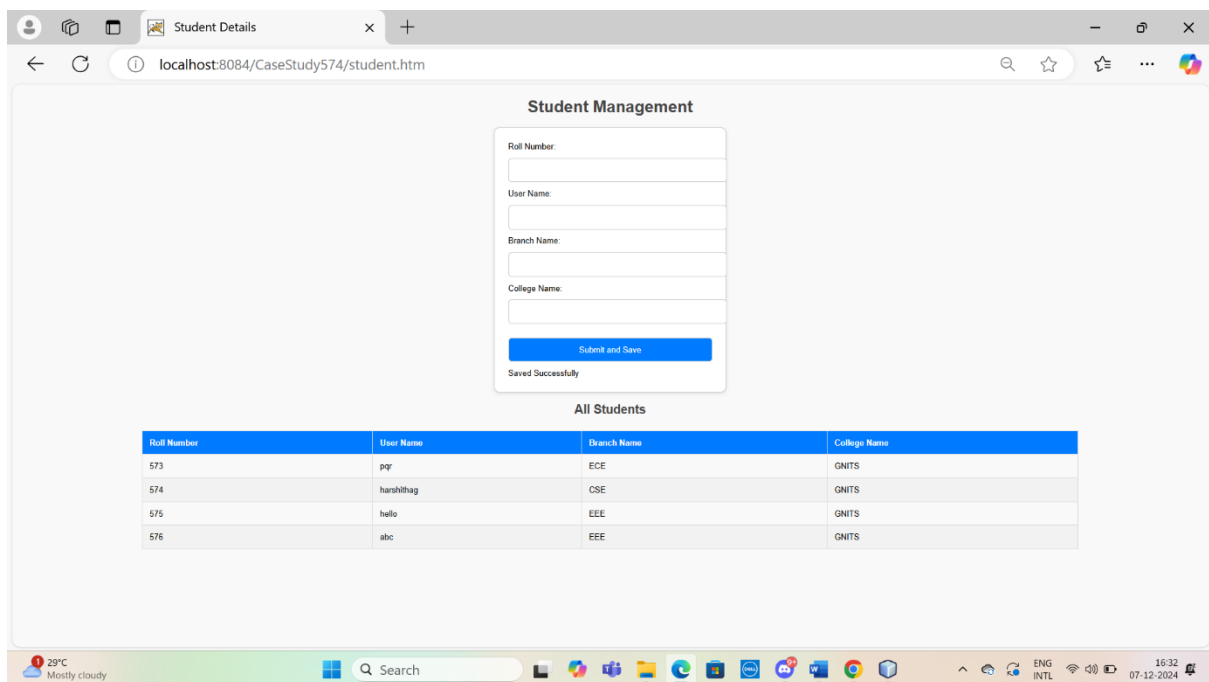 Student Details
localhost:8084/CaseStudy574/student.htm
Student Management
Roll Number:
User Name:
Branch Name:
College Name:
Submit and Save
Saved Successfully
All Students
Roll Number User Name Branch Name College Name
573 pqr ECE GNITS
574 harshithag CSE GNITS
575 hello EEE GNITS
576 abc EEE GNITS
1 29°C
Mostly cloudy
Search
DELL
9+
W
ENG
INTL
16:32
07-12-2024